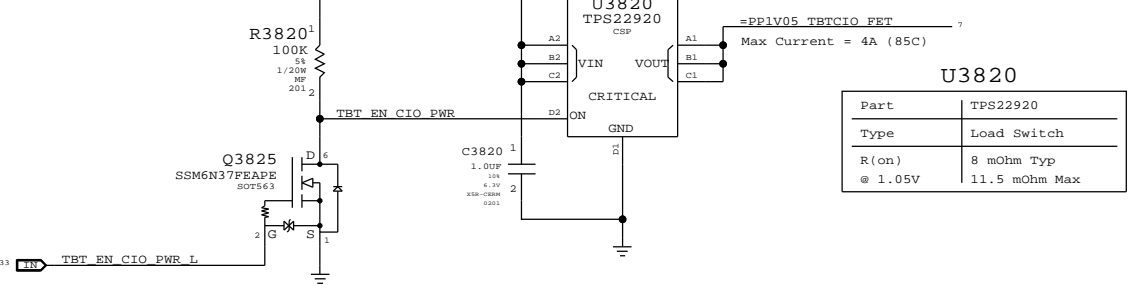 U3820
TPS22920
CSP
=PP1V05_TBTCIO_FET
7
Max Current = 4A (85C)
R3820
1
100K
5%
1/20W
MF
201
2
A2
B2
C2
VIN
VOUT
A1
B1
C1
CRITICAL
TBT_EN_CIO_PWR
D2
ON
GND
D1
U3820
Part TPS22920
Type Load Switch
R(on) 8 mOhm Typ
@ 1.05V 11.5 mOhm Max
C3820
1
1.0UF
10%
6.3V
X5R-CERM
0201
2
Q3825
SSM6N37FEAPE
SOT563
D
6
2
G
S
1
33
IN
TBT_EN_CIO_PWR_L